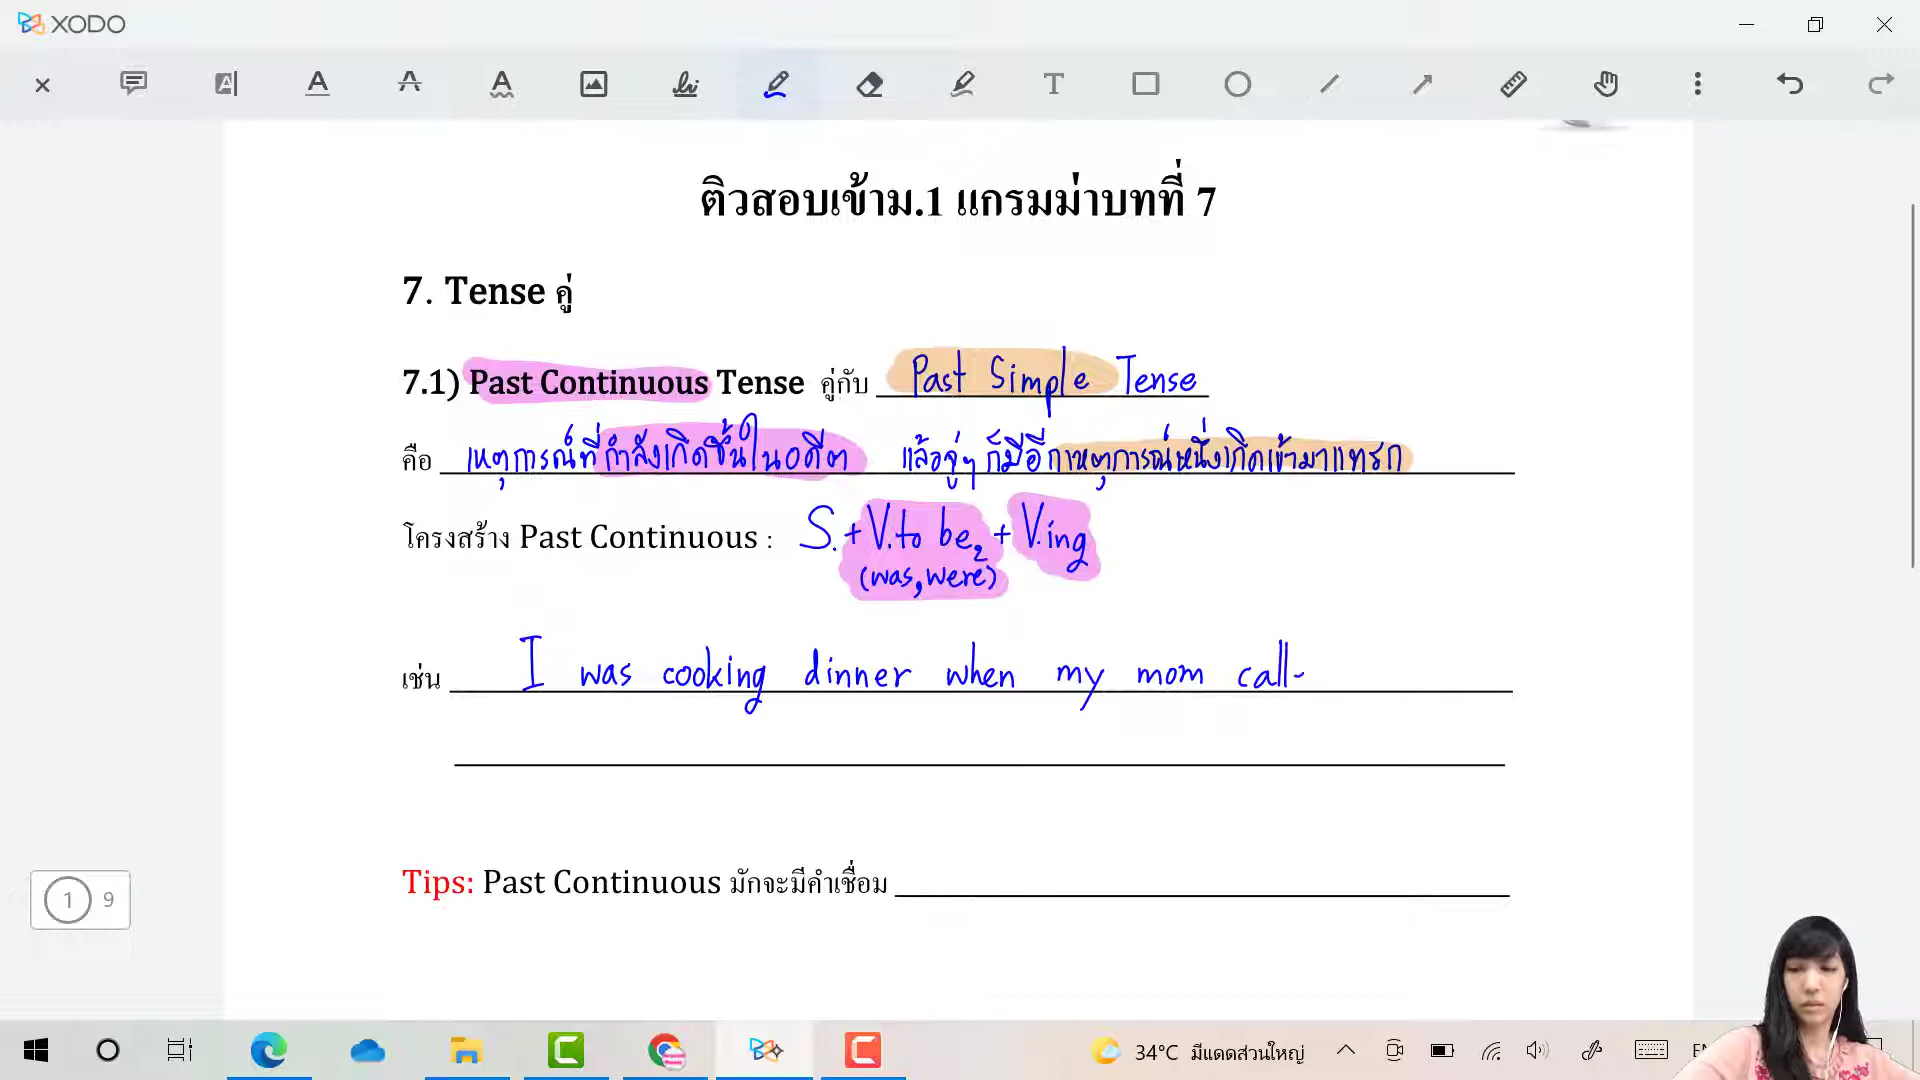 XODO
ติวสอบเข้าม.1 แกรมม่าบทที่ 7
7. Tense คู่
7.1) Past Continuous Tense คู่กับ Past Simple Tense
คือ เหตุการณ์ที่กำลังเกิดขึ้นในอดีต แล้วจู่ๆ ก็มีอีกเหตุการณ์หนึ่งเกิดเข้ามาแทรก
โครงสร้าง Past Continuous : S. + V.to be2 + V.ing
(was, were)
เช่น I was cooking dinner when my mom call
Tips: Past Continuous มักจะมีคำเชื่อม
1 9
34°C มีแดดส่วนใหญ่